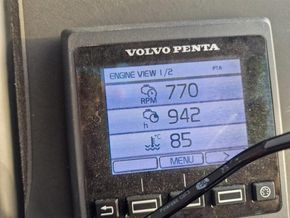 VOLVO PENTA
ENGINE VIEW 1/2 PTA
RPM 770
h 942
°C 85
MENU